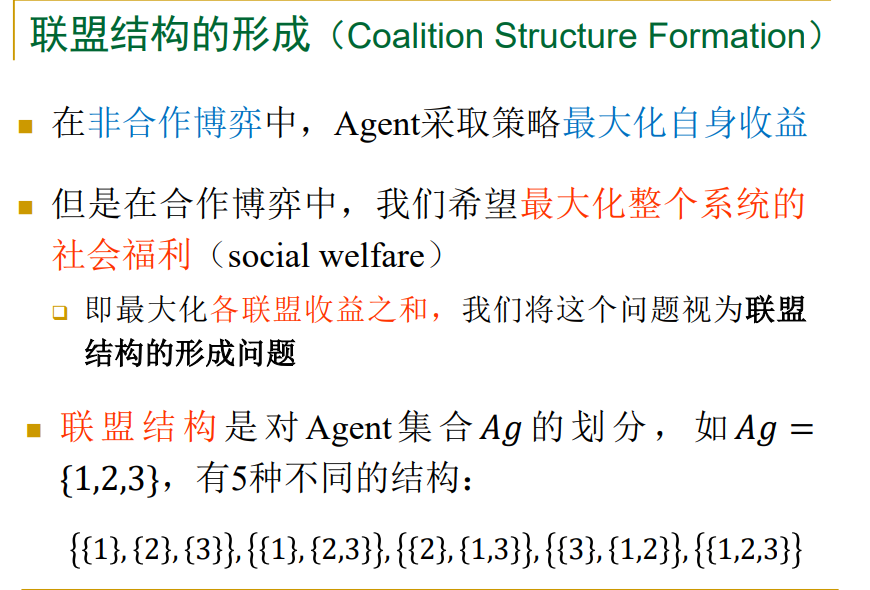 联盟结构的形成（Coalition Structure Formation）
在非合作博弈中，Agent采取策略最大化自身收益
但是在合作博弈中，我们希望最大化整个系统的
社会福利（social welfare）
即最大化各联盟收益之和，我们将这个问题视为联盟
结构的形成问题
联盟结构是对Agent集合Ag的划分，如Ag =
{1,2,3}，有5种不同的结构：
{{1},{2},{3}},{{1},{2,3}},{{2},{1,3}},{{3},{1,2}},{{1,2,3}}